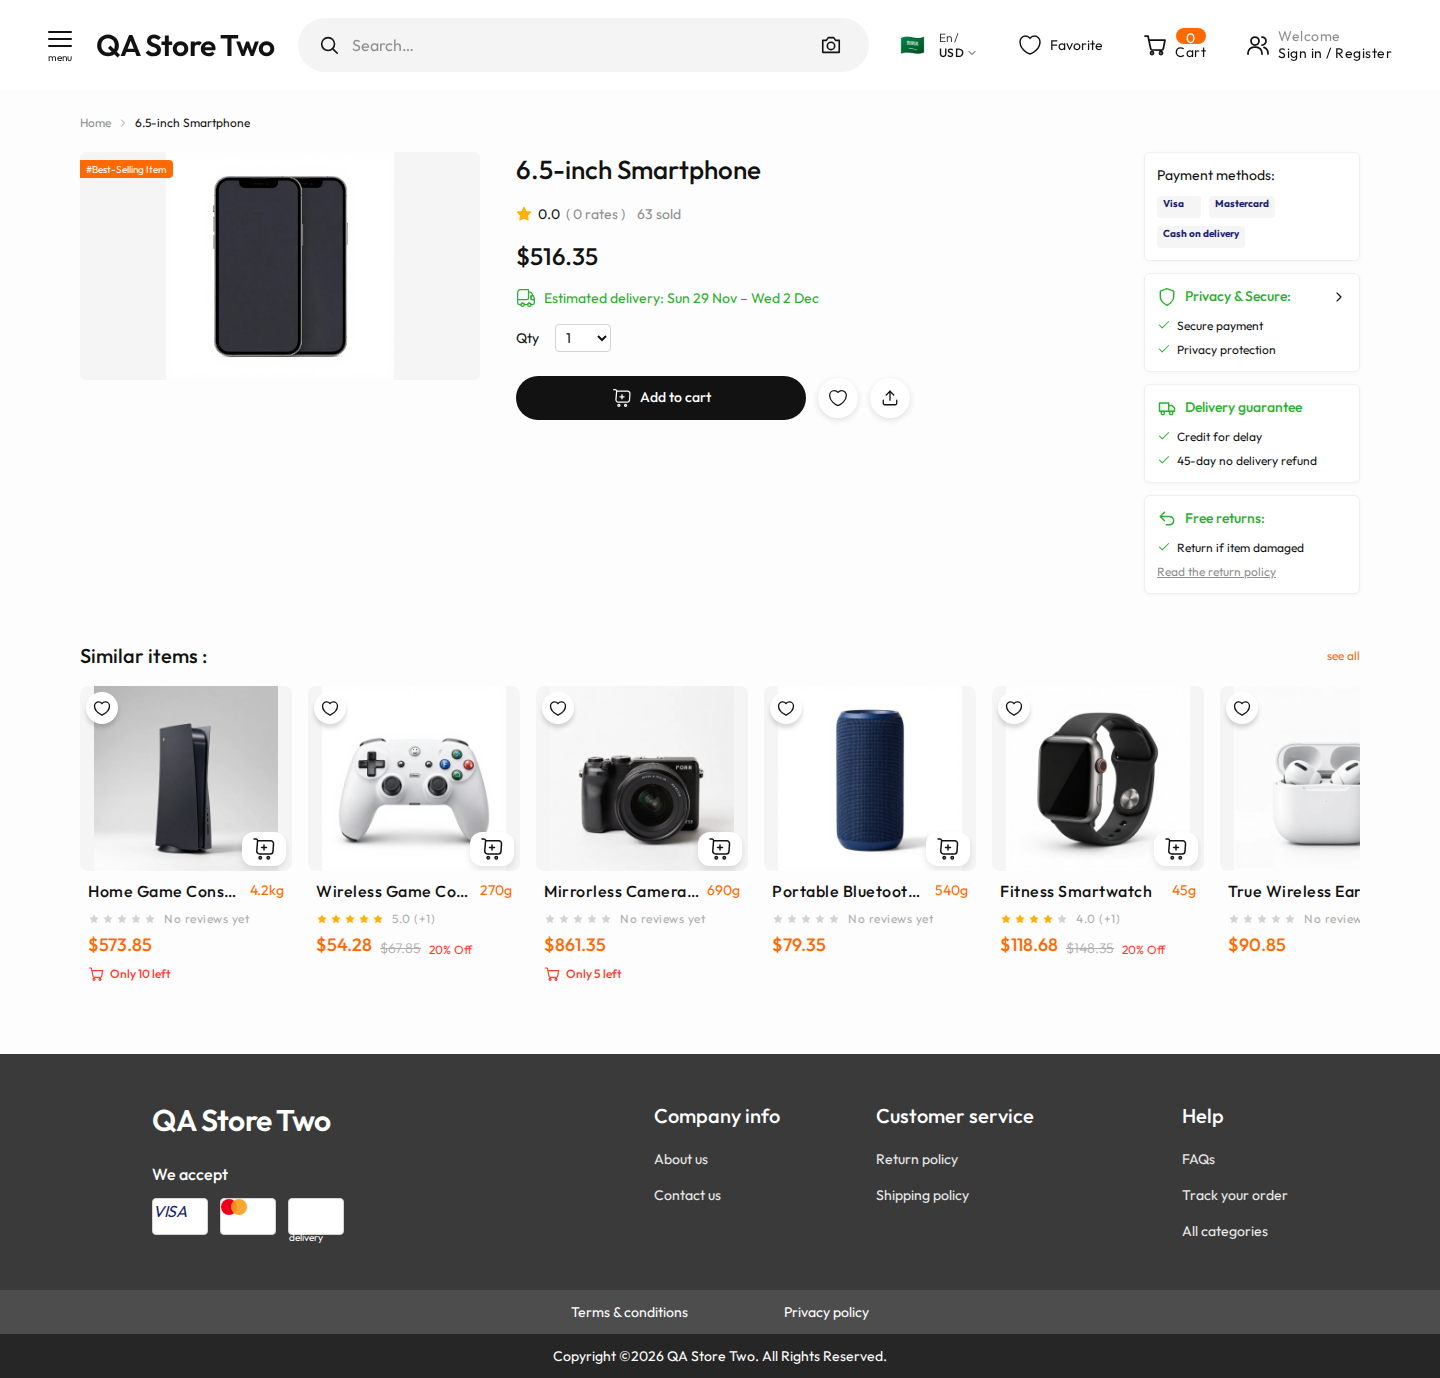 menu
QA Store Two
Search...
En/
USD
Favorite
0
Cart
Welcome
Sign in / Register
Home
6.5-inch Smartphone
#Best-Selling Item
6.5-inch Smartphone
0.0 ( 0 rates ) 63 sold
$516.35
Estimated delivery: Sun 29 Nov – Wed 2 Dec
Qty 1
Add to cart
Payment methods:
Visa
Mastercard
Cash on delivery
Privacy & Secure:
Secure payment
Privacy protection
Delivery guarantee
Credit for delay
45-day no delivery refund
Free returns:
Return if item damaged
Read the return policy
Similar items :
see all
Home Game Cons... 4.2kg
No reviews yet
$573.85
Only 10 left
Wireless Game Co... 270g
5.0 (+1)
$54.28 $67.85 20% Off
Mirrorless Camera... 690g
No reviews yet
$861.35
Only 5 left
Portable Bluetoot... 540g
No reviews yet
$79.35
Fitness Smartwatch 45g
4.0 (+1)
$118.68 $148.35 20% Off
True Wireless Ear
No review
$90.85
QA Store Two
We accept
VISA
delivery
Company info
About us
Contact us
Customer service
Return policy
Shipping policy
Help
FAQs
Track your order
All categories
Terms & conditions
Privacy policy
Copyright ©2026 QA Store Two. All Rights Reserved.